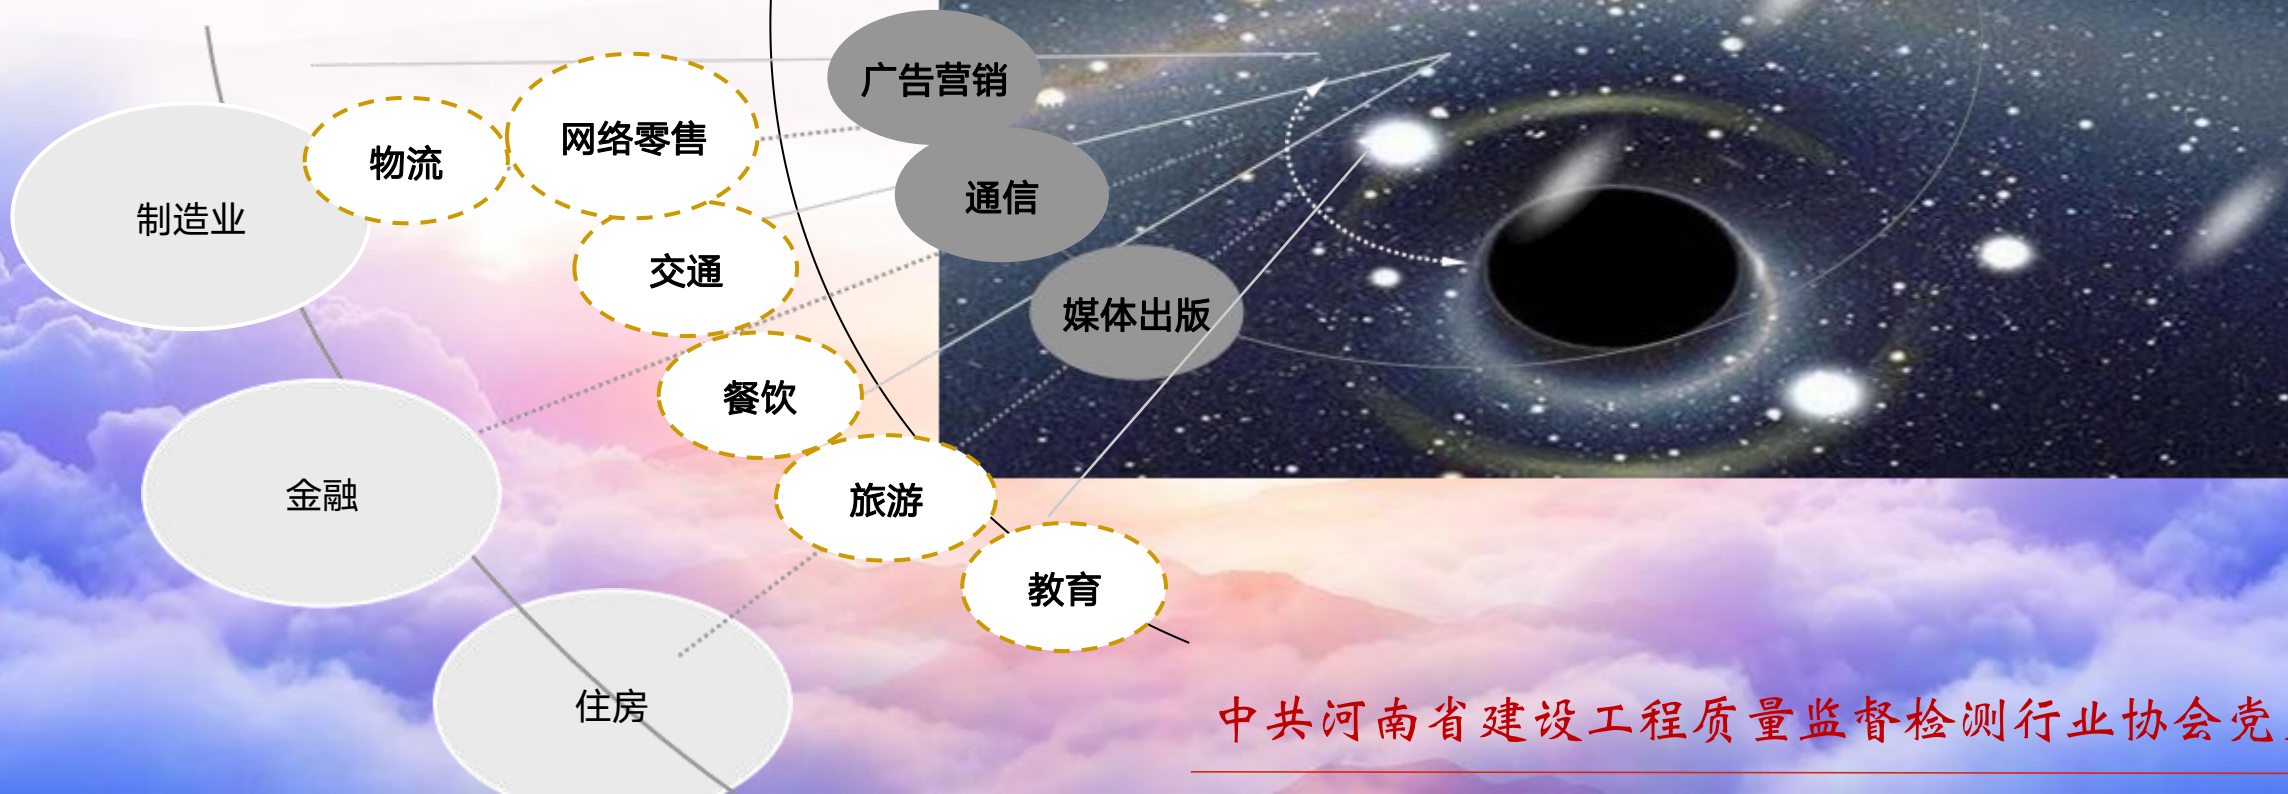 广告营销
网络零售
物流
通信
制造业
交通
媒体出版
餐饮
金融
旅游
教育
住房
中共河南省建设工程质量监督检测行业协会党